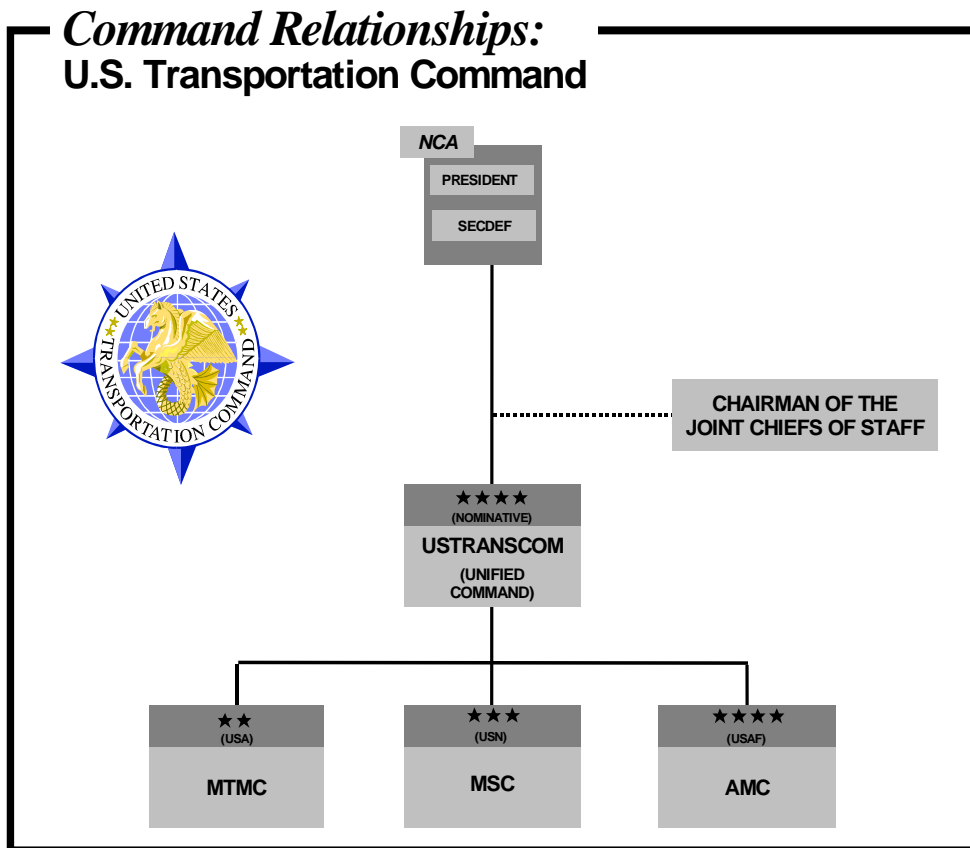 Command Relationships:
U.S. Transportation Command
NCA
PRESIDENT
SECDEF
UNITED STATES
TRANSPORTATION COMMAND
CHAIRMAN OF THE
JOINT CHIEFS OF STAFF
(NOMINATIVE)
USTRANSCOM
(UNIFIED
COMMAND)
(USA)
MTMC
(USN)
MSC
(USAF)
AMC